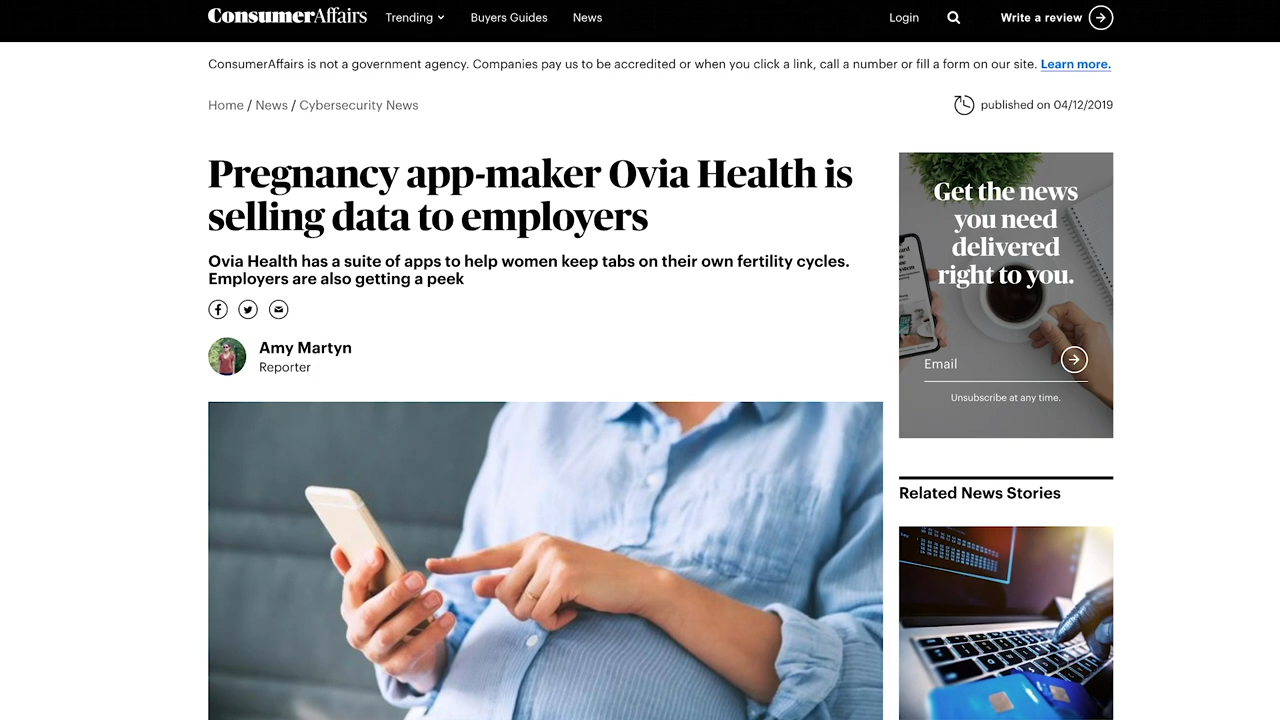 ConsumerAffairs Trending Buyers Guides News Login Write a review
ConsumerAffairs is not a government agency. Companies pay us to be accredited or when you click a link, call a number or fill a form on our site. Learn more.
Home / News / Cybersecurity News
published on 04/12/2019
Pregnancy app-maker Ovia Health is
selling data to employers
Ovia Health has a suite of apps to help women keep tabs on their own fertility cycles.
Employers are also getting a peek
Amy Martyn
Reporter
Get the news
you need
delivered
right to you.
Email
Unsubscribe at any time.
Related News Stories